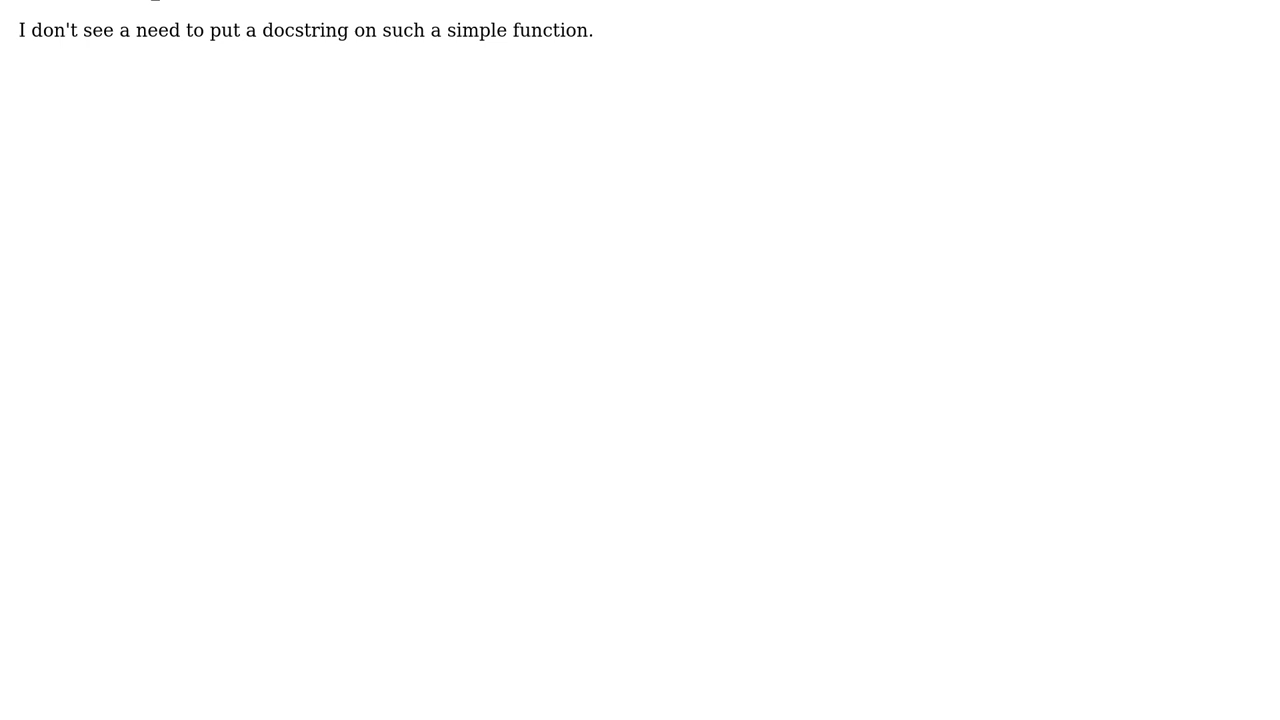 I don't see a need to put a docstring on such a simple function.